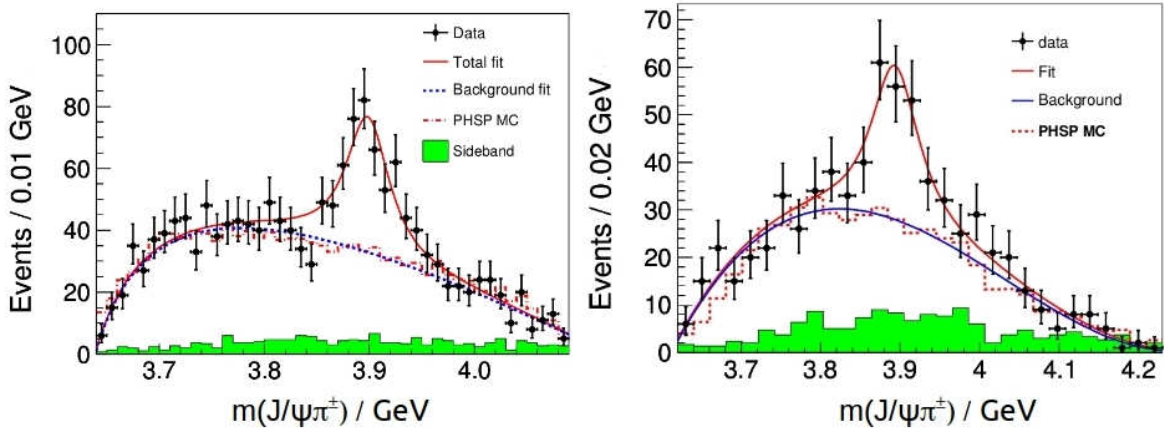 Events / 0.01 GeV
100
80
60
40
20
0
Data
Total fit
Background fit
PHSP MC
Sideband
3.7
3.8
3.9
4.0
m(J/ψπ±) / GeV
Events / 0.02 GeV
70
60
50
40
30
20
10
0
data
Fit
Background
PHSP MC
3.7
3.8
3.9
4
4.1
4.2
m(J/ψπ±) / GeV